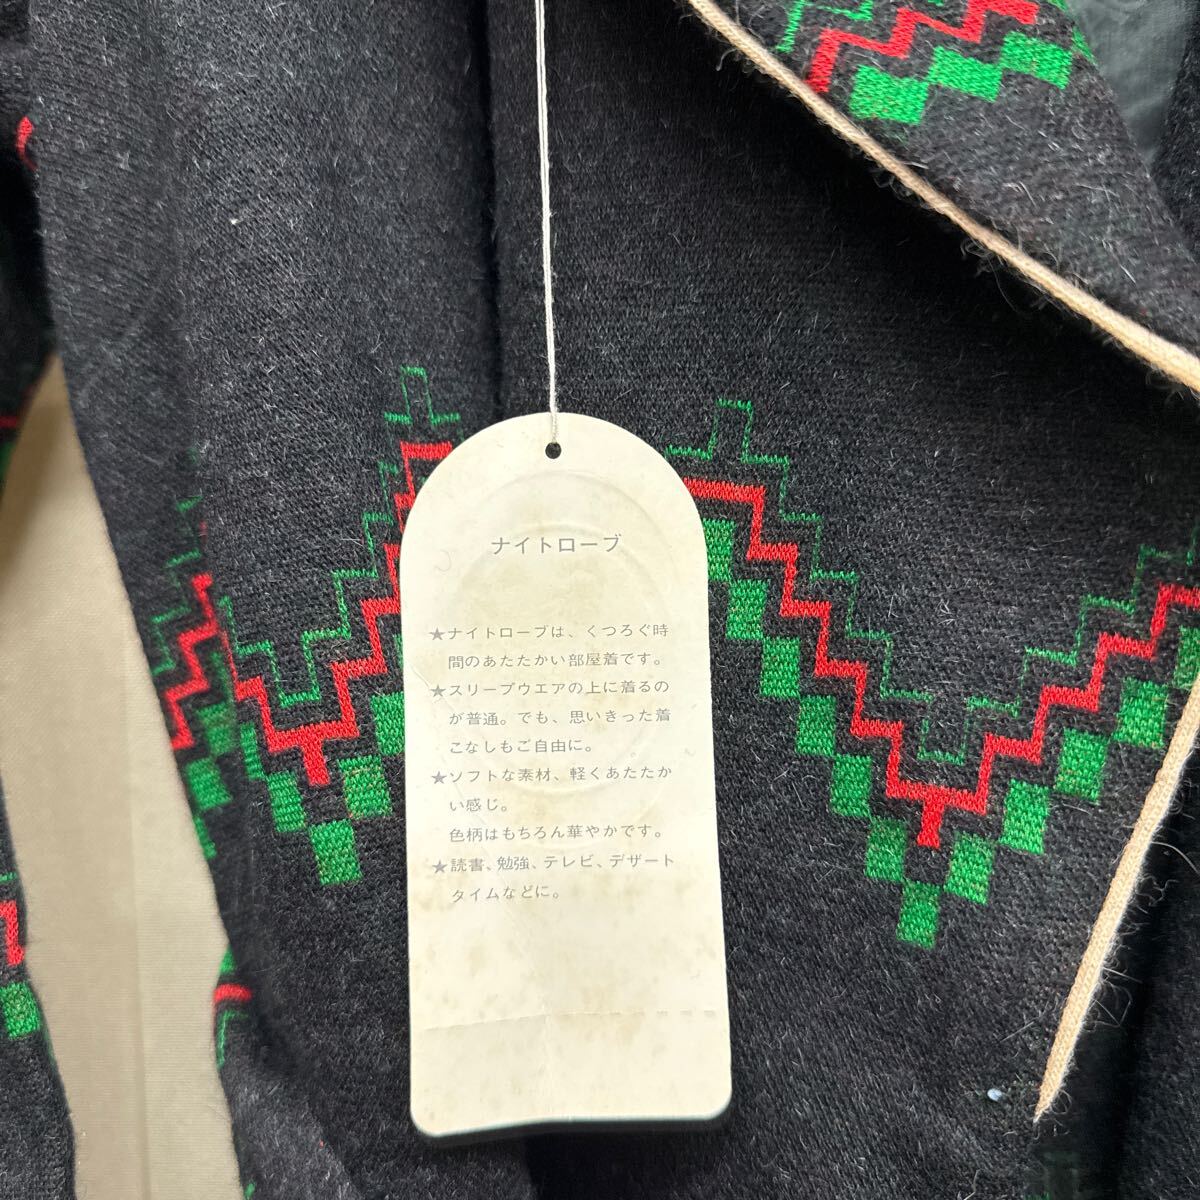 ナイトローブ
★ナイトローブは、くつろぐ時
間のあたたかい部屋着です。
★スリープウエアの上に着るの
が普通。でも、思いきった着
こなしもご自由に。
★ソフトな素材、軽くあたたか
い感じ。
色柄はもちろん華やかです。
★読書、勉強、テレビ、デザート
タイムなどに。